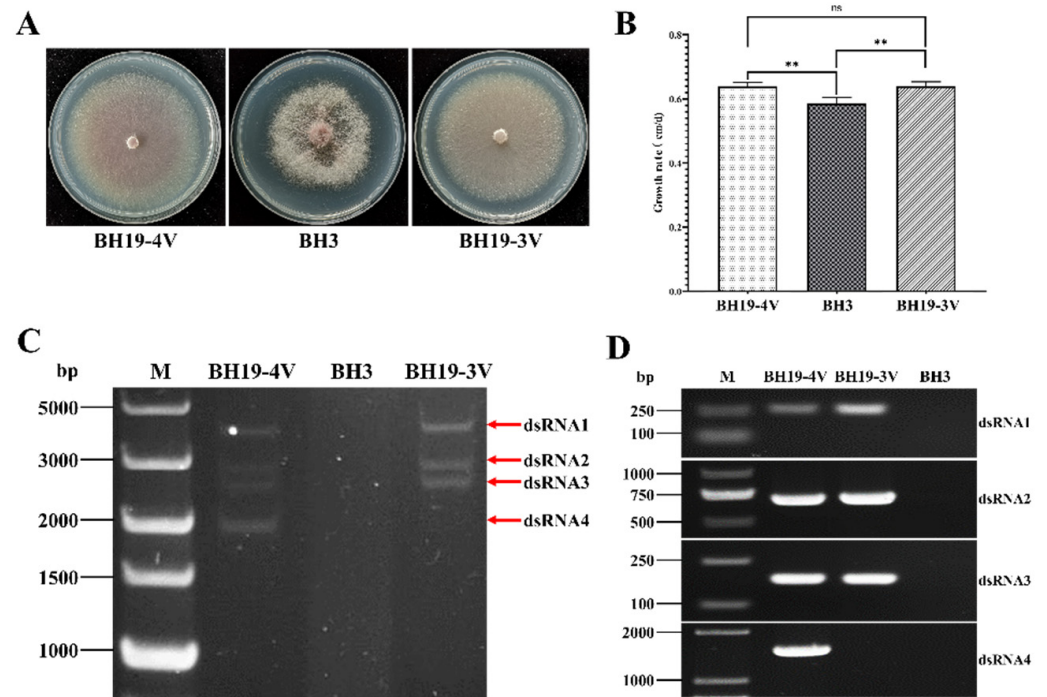 A
BH19-4V
BH3
BH19-3V
B
ns
**
**
Growth rate ( cm/d)
0.8
0.6
0.4
0.2
0.0
BH19-4V
BH3
BH19-3V
C
bp
M
BH19-4V
BH3
BH19-3V
5000
3000
2000
1500
1000
dsRNA1
dsRNA2
dsRNA3
dsRNA4
D
bp
M
BH19-4V
BH19-3V
BH3
250
100
dsRNA1
1000
750
500
dsRNA2
250
100
dsRNA3
2000
1000
dsRNA4